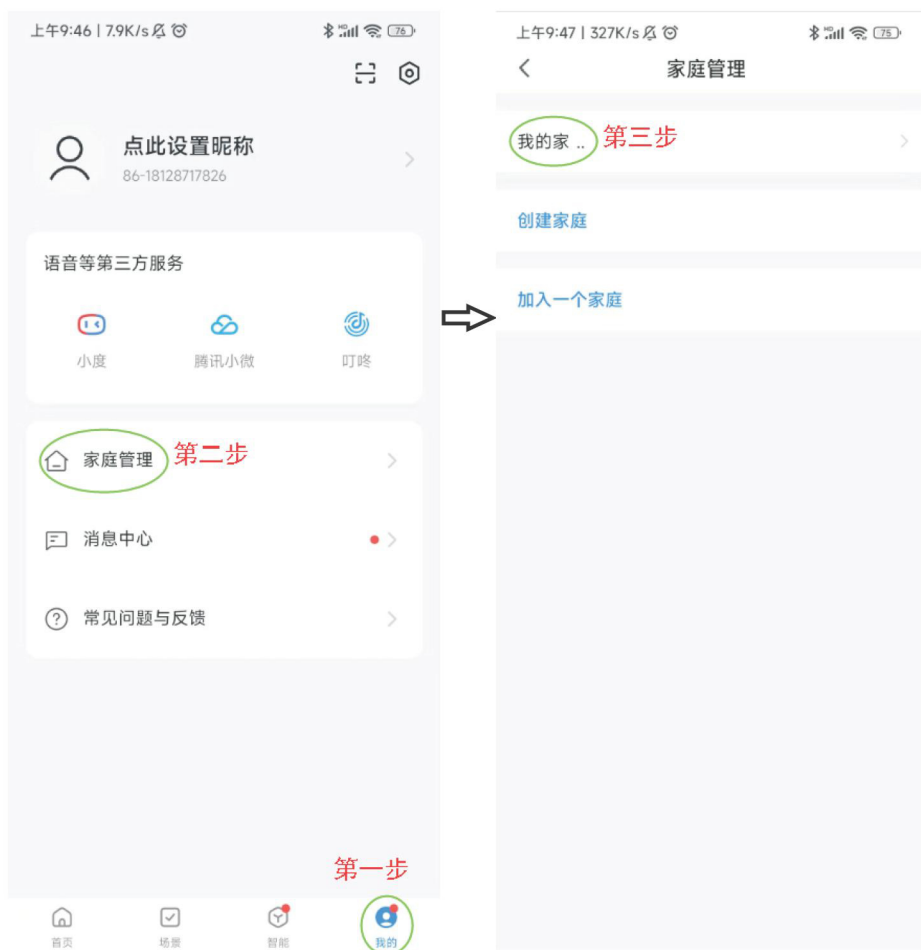 上午9:46 | 7.9K/s
76
点此设置昵称
86-18128717826
语音等第三方服务
小度
腾讯小微
叮咚
家庭管理
第二步
消息中心
常见问题与反馈
第一步
首页
场景
智能
我的
上午9:47 | 327K/s
75
家庭管理
我的家 ..
第三步
创建家庭
加入一个家庭